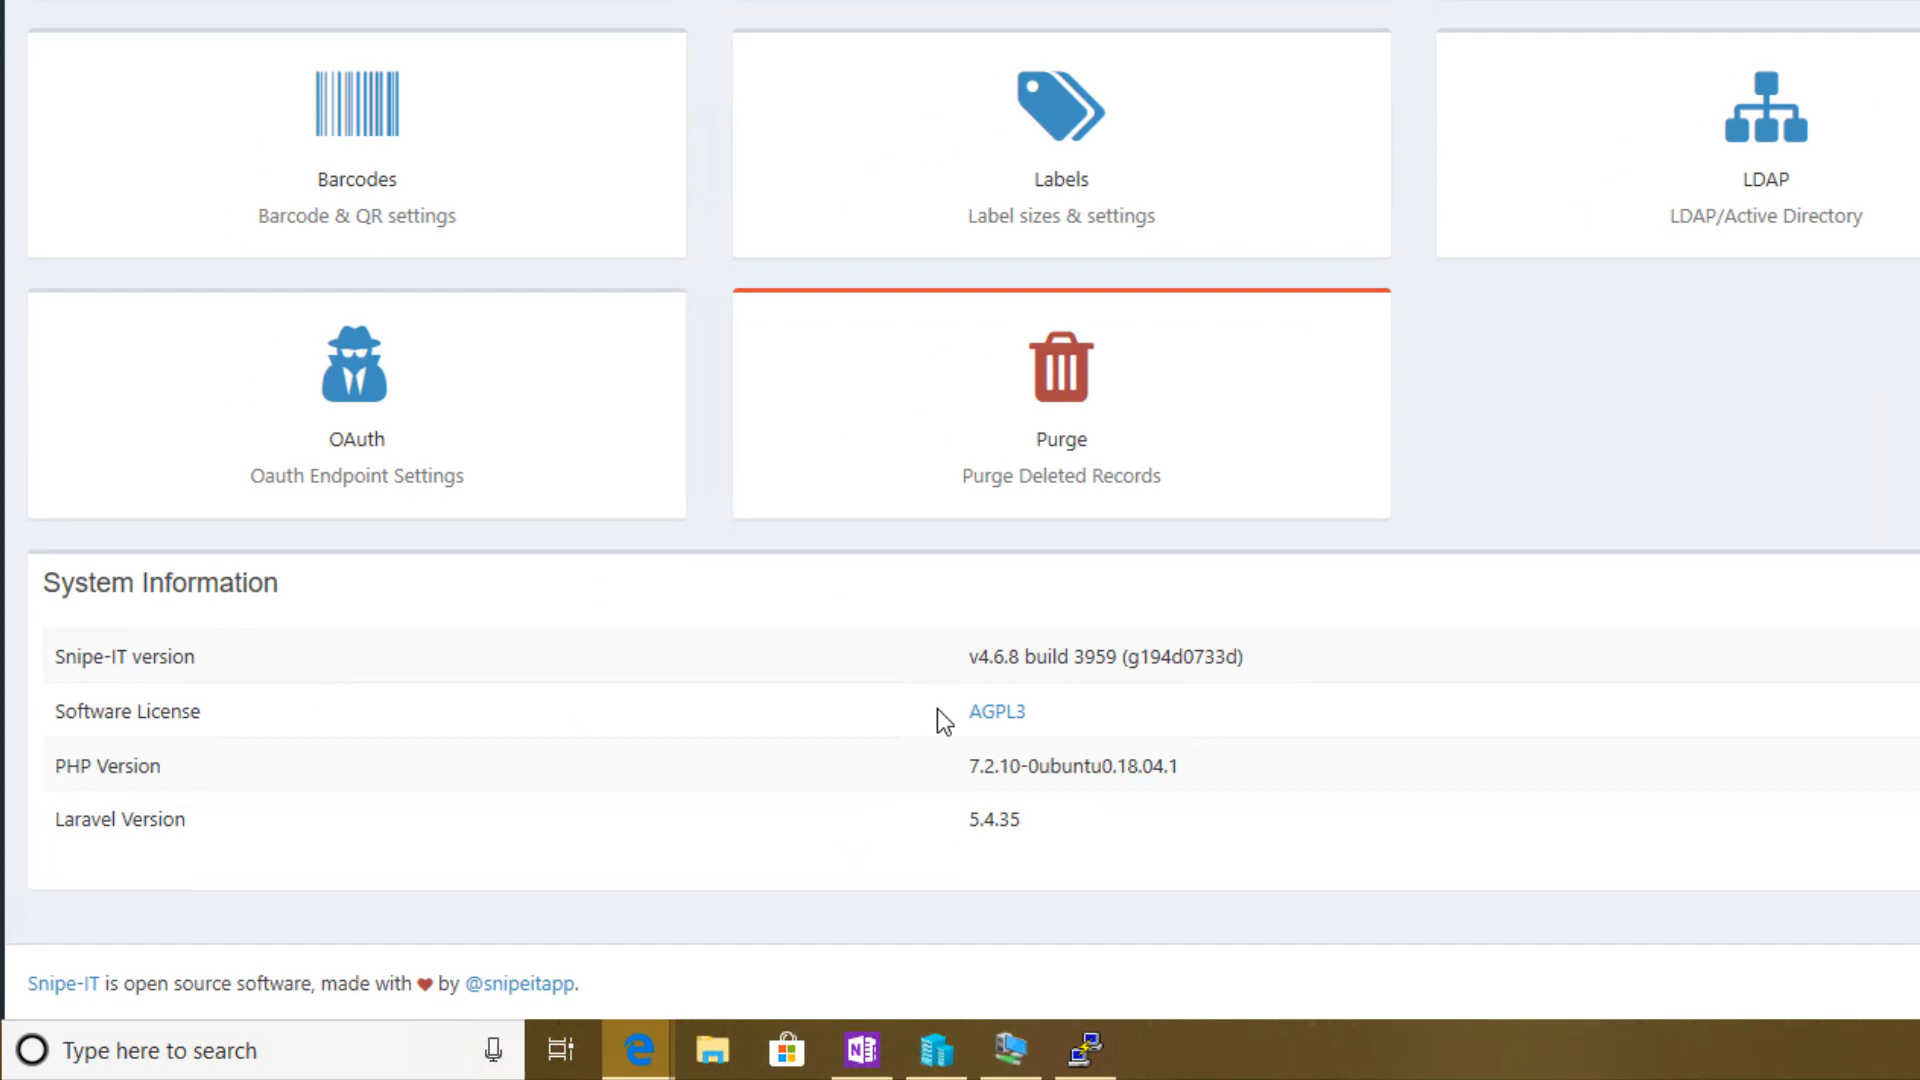 Barcodes
Barcode & QR settings
Labels
Label sizes & settings
LDAP
LDAP/Active Directory
OAuth
Oauth Endpoint Settings
Purge
Purge Deleted Records
System Information
Snipe-IT version v4.6.8 build 3959 (g194d0733d)
Software License AGPL3
PHP Version 7.2.10-0ubuntu0.18.04.1
Laravel Version 5.4.35
Snipe-IT is open source software, made with ❤ by @snipeitapp.
Type here to search